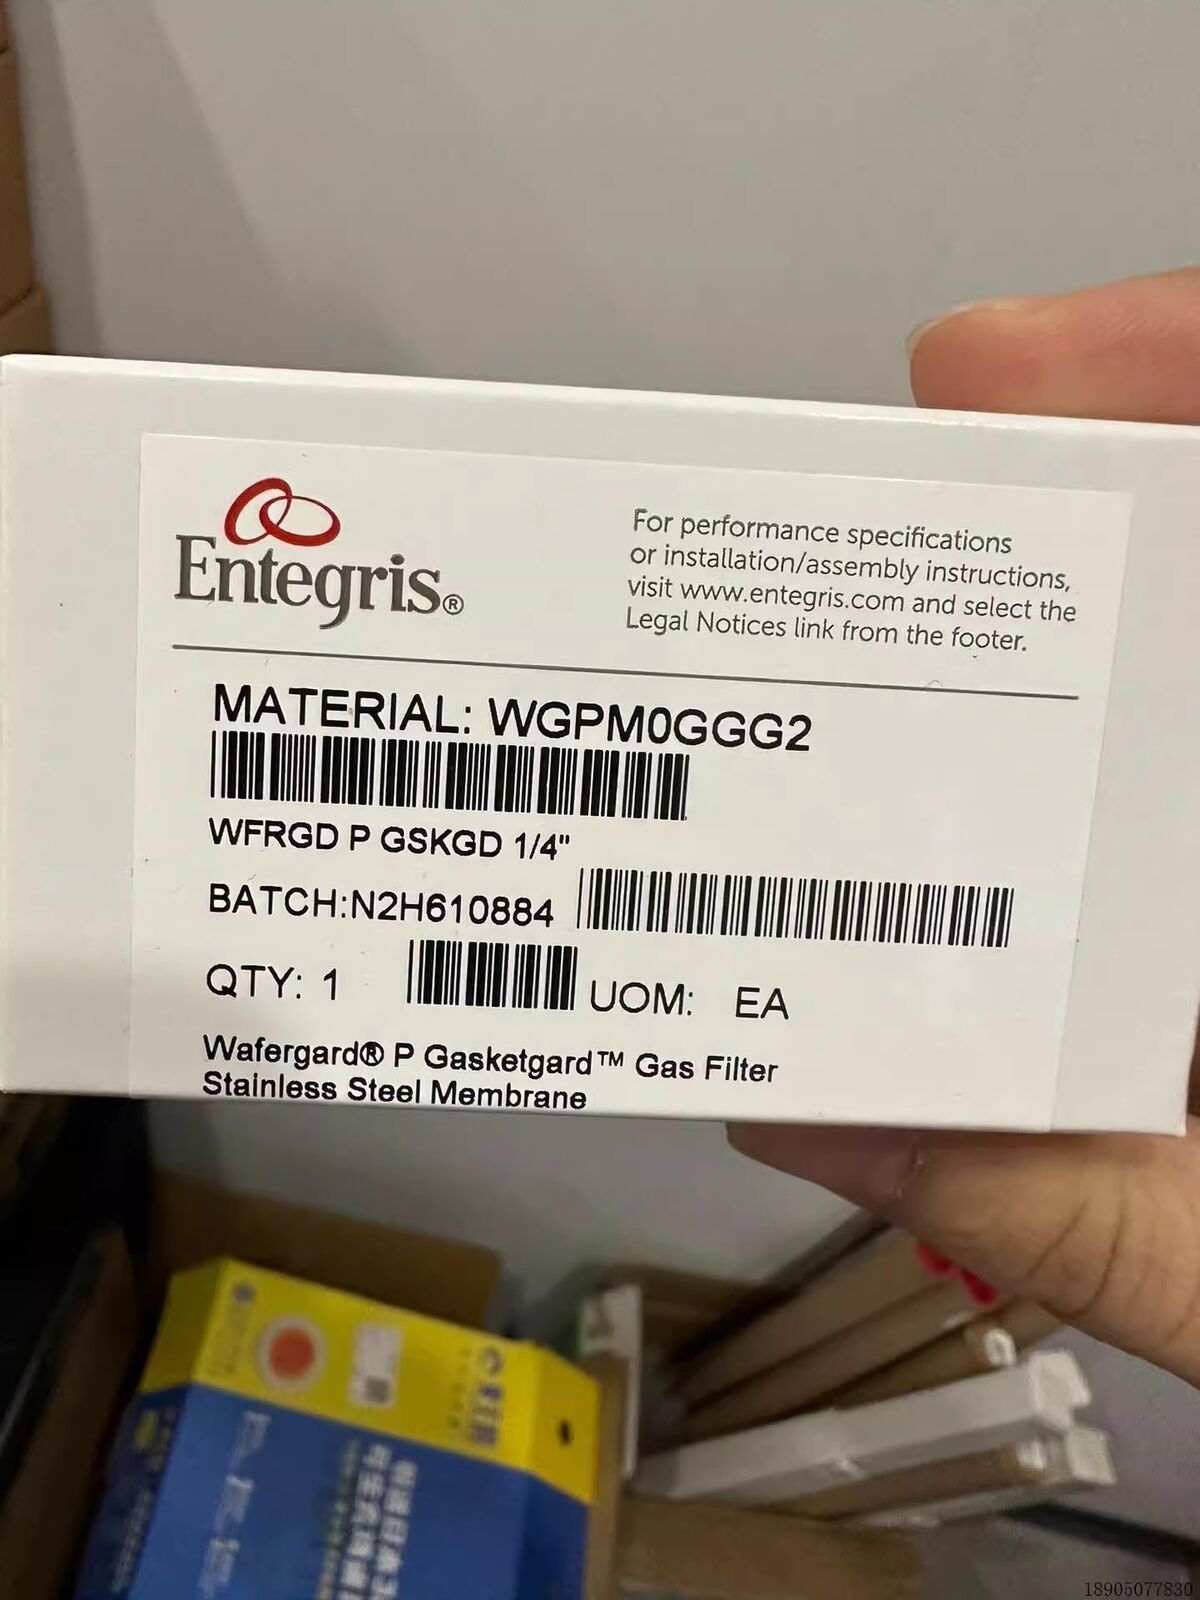 Entegris®
For performance specifications
or installation/assembly instructions,
visit www.entegris.com and select the
Legal Notices link from the footer.
MATERIAL: WGPM0GGG2
WFRGD P GSKGD 1/4"
BATCH:N2H610884
QTY: 1 UOM: EA
Wafergard® P Gasketgard™ Gas Filter
Stainless Steel Membrane
18905077830